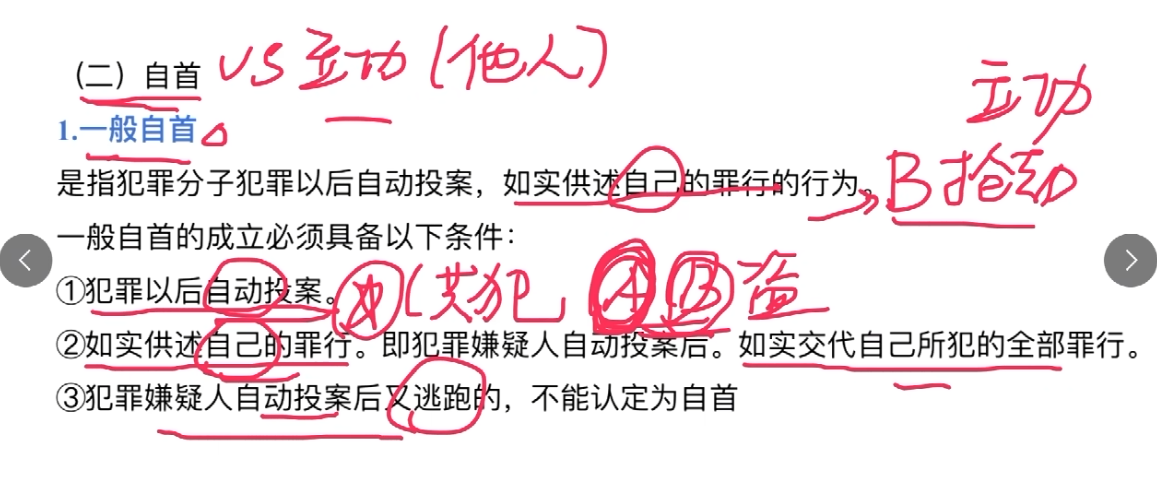 （二）自首 VS 立功（他人）
立功
1.一般自首
是指犯罪分子犯罪以后自动投案，如实供述自己的罪行的行为。 B抢劫
一般自首的成立必须具备以下条件：
①犯罪以后自动投案。 （共犯 A B 盗
②如实供述自己的罪行。即犯罪嫌疑人自动投案后。如实交代自己所犯的全部罪行。
③犯罪嫌疑人自动投案后又逃跑的，不能认定为自首